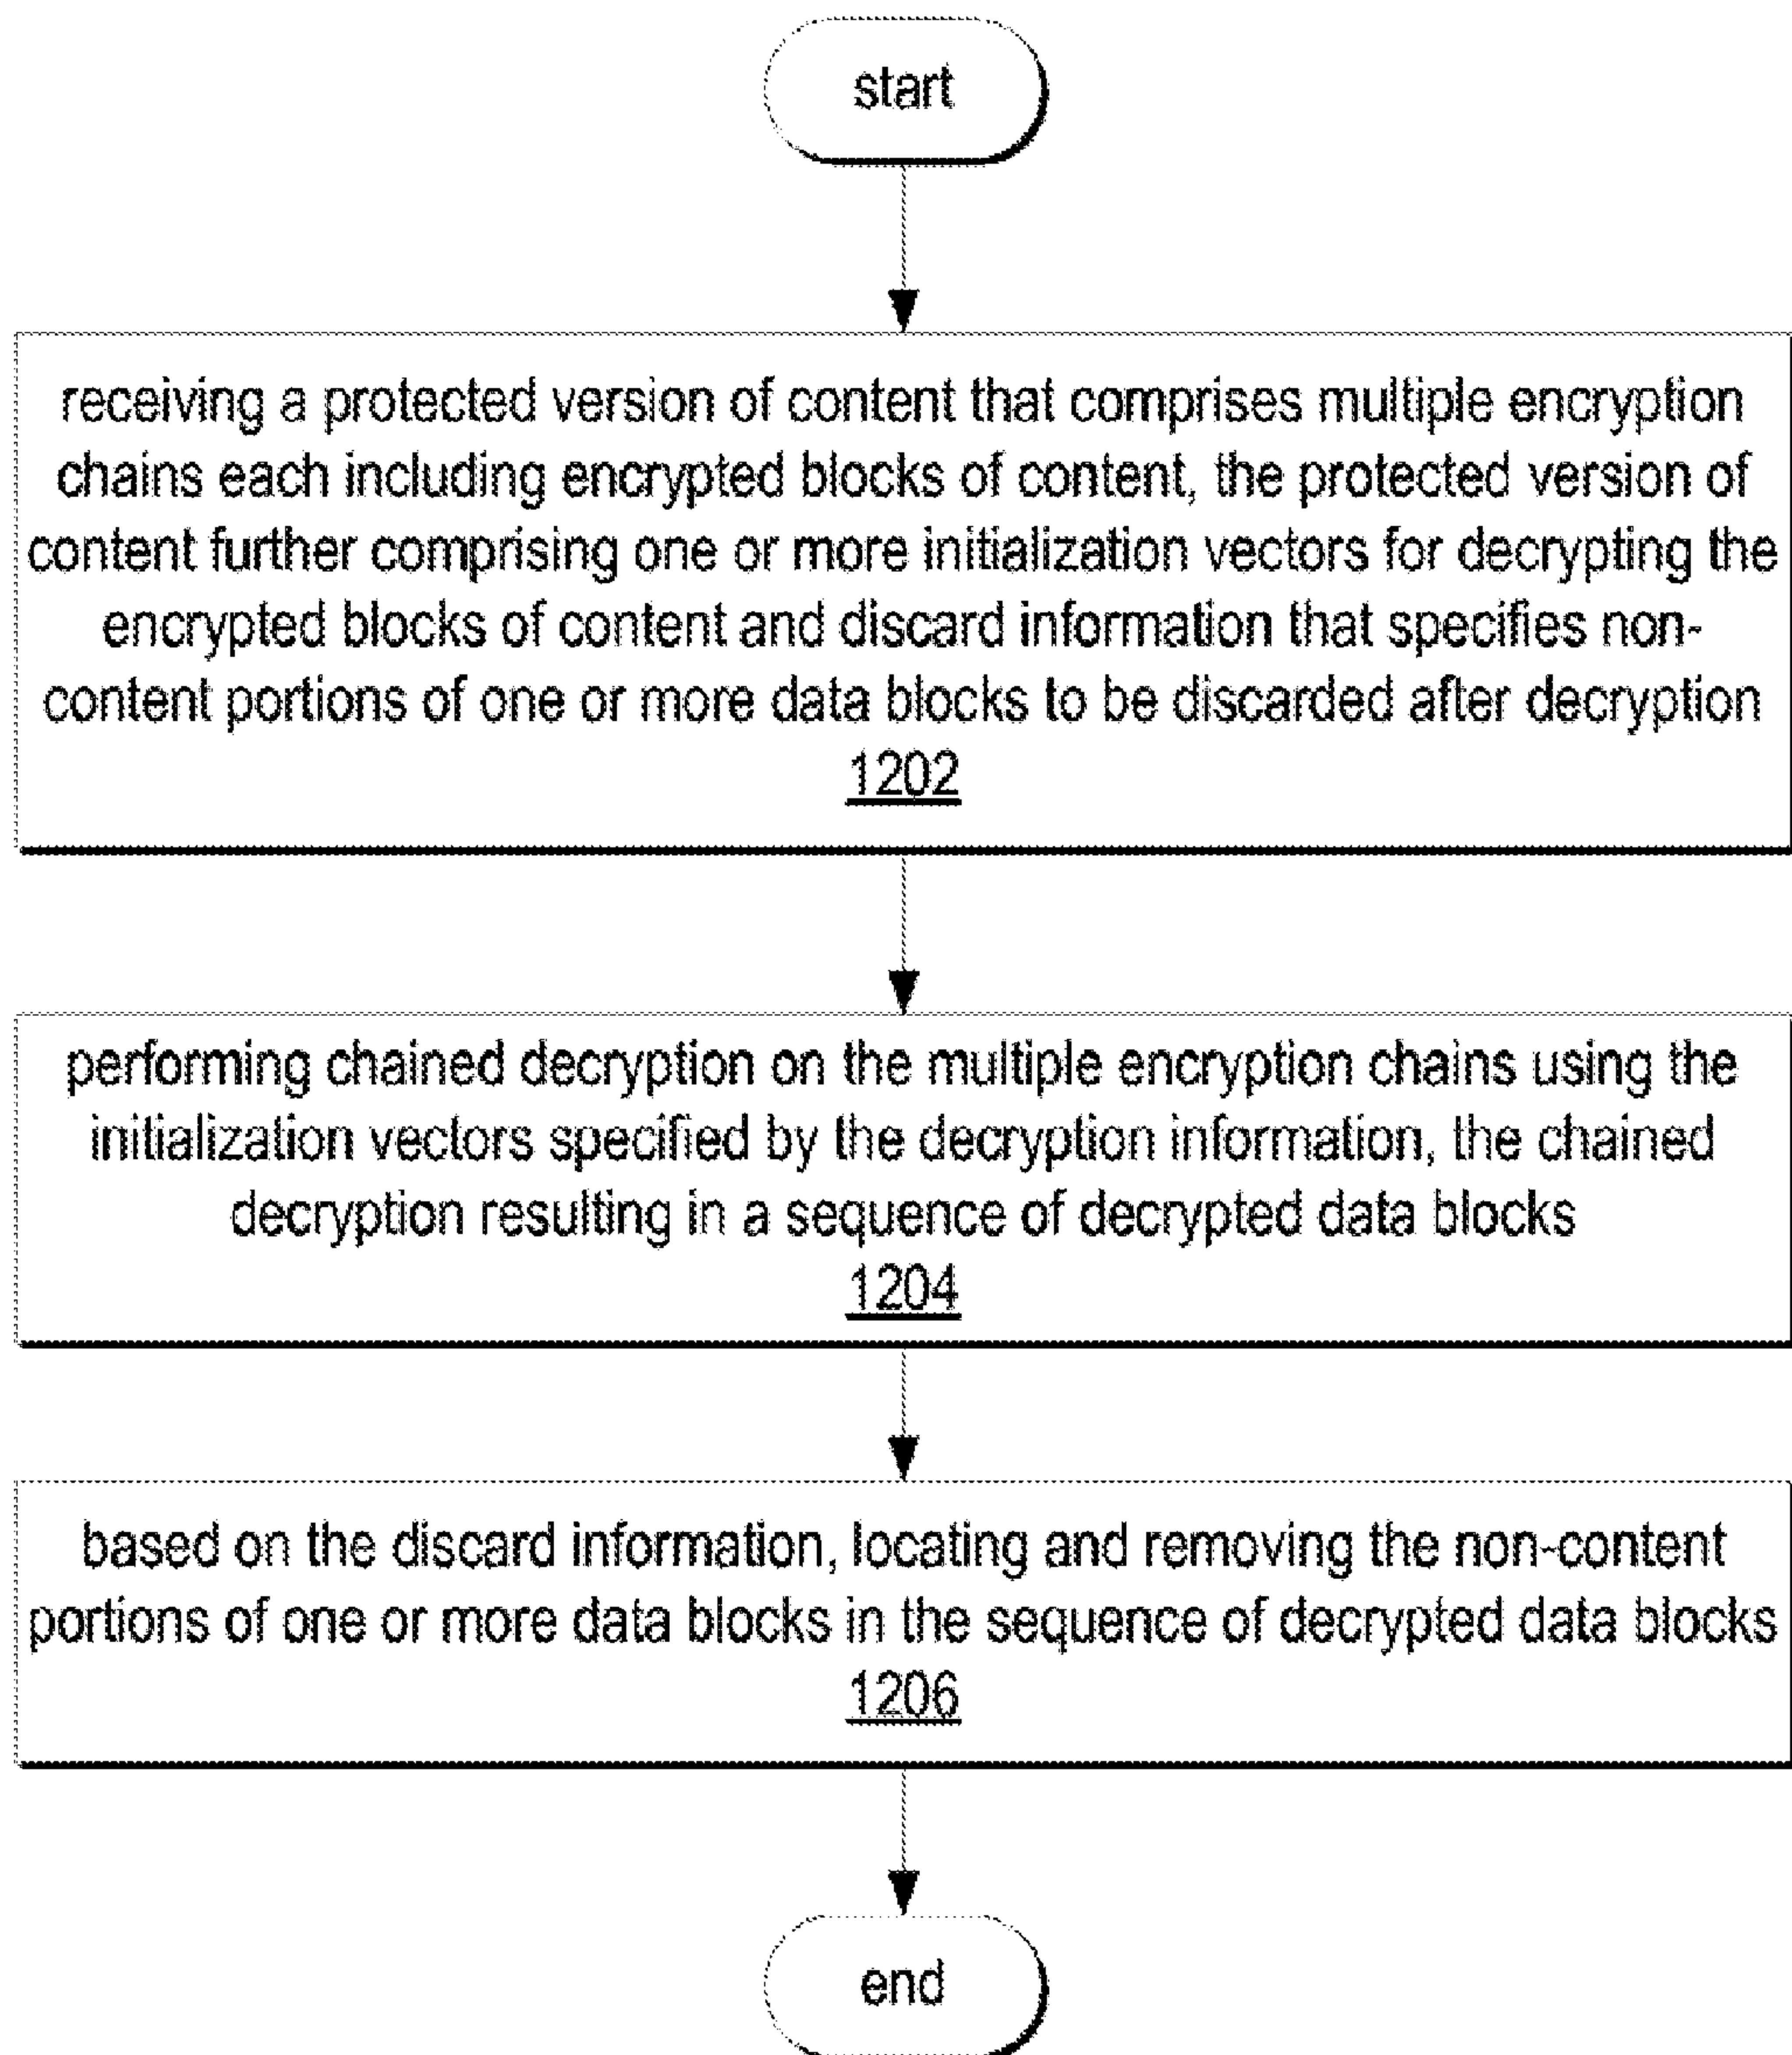 start
receiving a protected version of content that comprises multiple encryption
chains each including encrypted blocks of content, the protected version of
content further comprising one or more initialization vectors for decrypting the
encrypted blocks of content and discard information that specifies non-
content portions of one or more data blocks to be discarded after decryption
1202
performing chained decryption on the multiple encryption chains using the
initialization vectors specified by the decryption information, the chained
decryption resulting in a sequence of decrypted data blocks
1204
based on the discard information, locating and removing the non-content
portions of one or more data blocks in the sequence of decrypted data blocks
1206
end